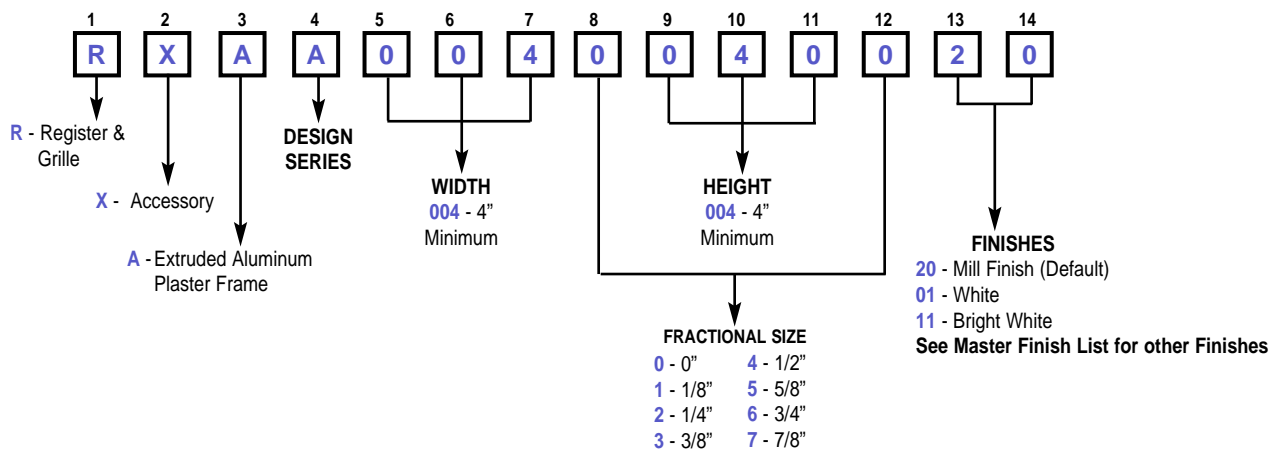 1 2 3 4 5 6 7 8 9 10 11 12 13 14
R X A A 0 0 4 0 0 4 0 0 2 0
R - Register &
Grille
X - Accessory
A - Extruded Aluminum
Plaster Frame
DESIGN
SERIES
WIDTH
004 - 4”
Minimum
HEIGHT
004 - 4”
Minimum
FRACTIONAL SIZE
0 - 0” 4 - 1/2”
1 - 1/8” 5 - 5/8”
2 - 1/4” 6 - 3/4”
3 - 3/8” 7 - 7/8”
FINISHES
20 - Mill Finish (Default)
01 - White
11 - Bright White
See Master Finish List for other Finishes